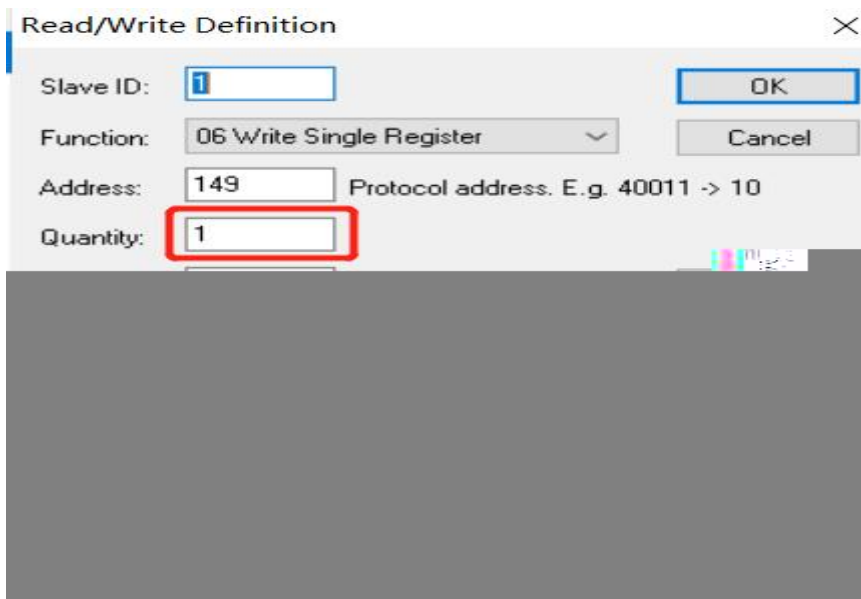 Read/Write Definition
Slave ID: 1 OK
Function: 06 Write Single Register Cancel
Address: 149 Protocol address. E.g. 40011 -> 10
Quantity: 1